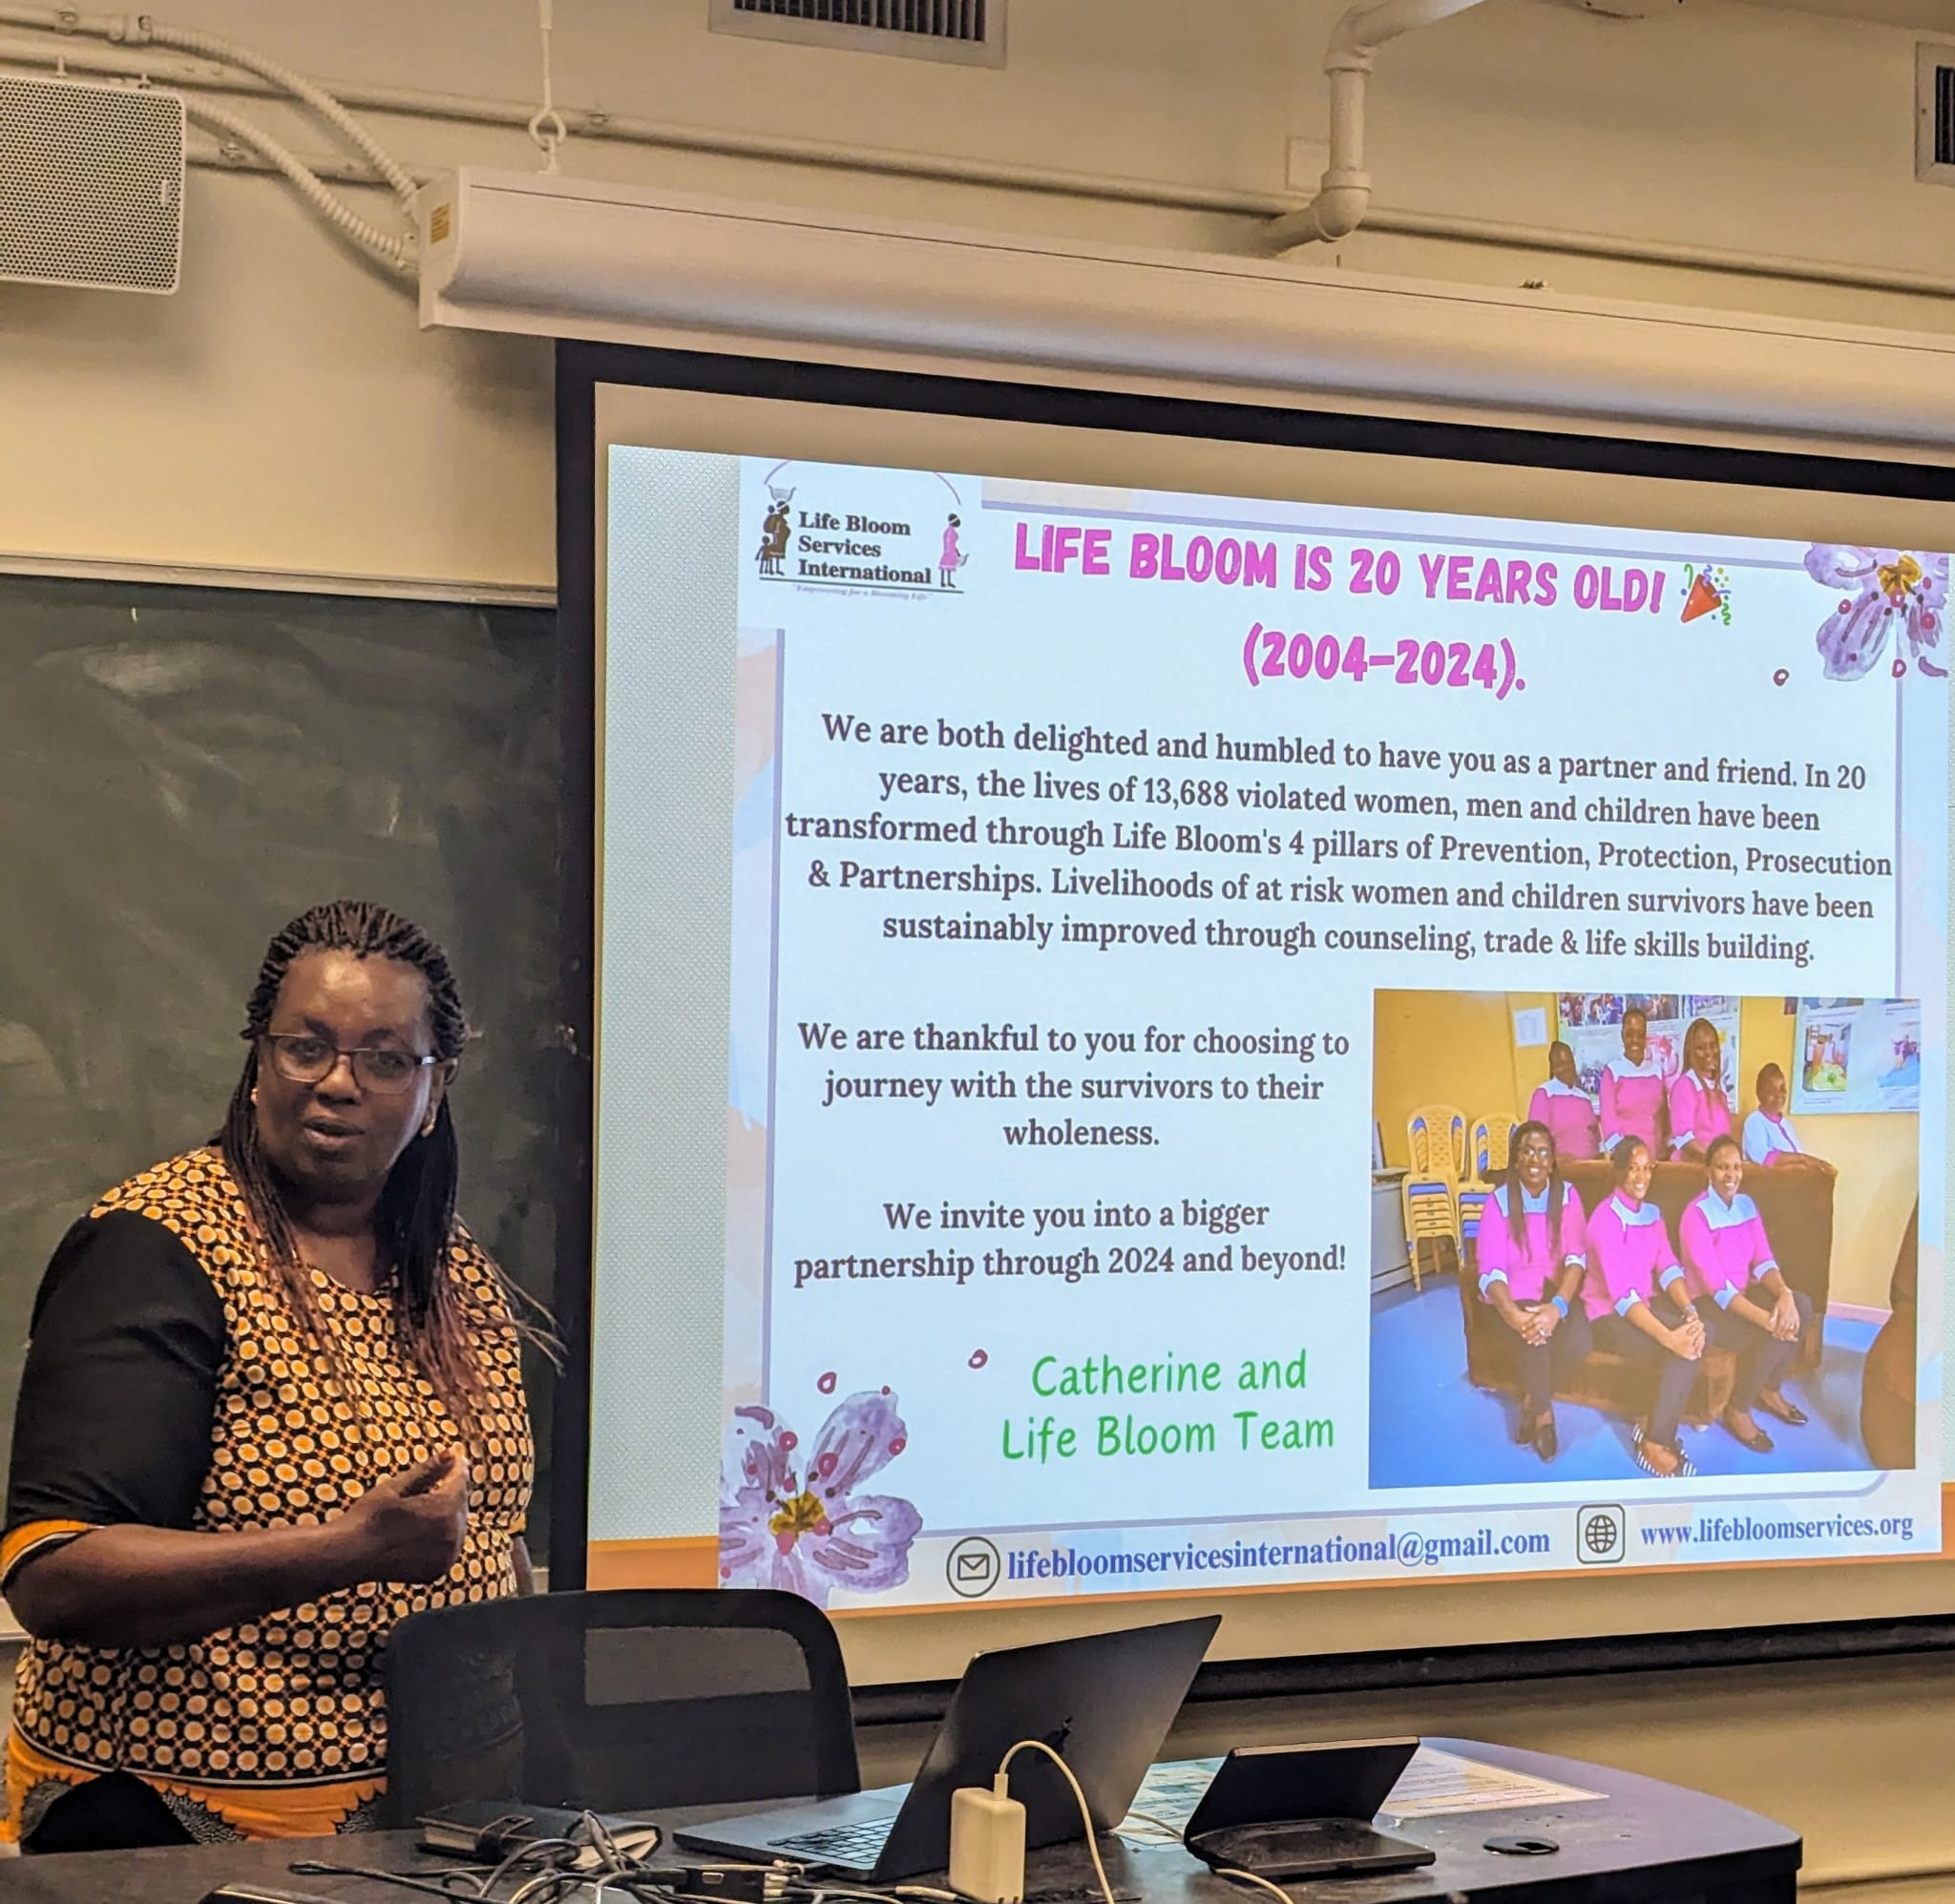 Life Bloom
Services
International
"Empowering for a Blooming Life"
LIFE BLOOM IS 20 YEARS OLD!
(2004-2024).
We are both delighted and humbled to have you as a partner and friend. In 20
years, the lives of 13,688 violated women, men and children have been
transformed through Life Bloom's 4 pillars of Prevention, Protection, Prosecution
& Partnerships. Livelihoods of at risk women and children survivors have been
sustainably improved through counseling, trade & life skills building.
We are thankful to you for choosing to
journey with the survivors to their
wholeness.
We invite you into a bigger
partnership through 2024 and beyond!
Catherine and
Life Bloom Team
lifebloomservicesinternational@gmail.com
www.lifebloomservices.org